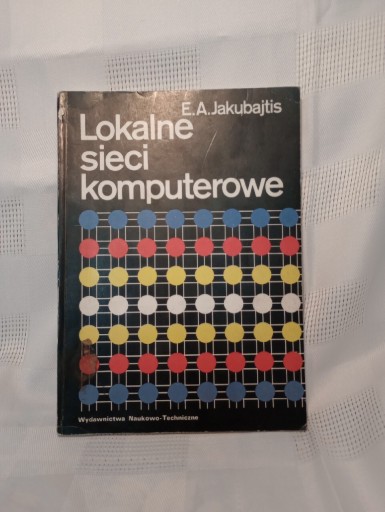 E.A.Jakubajtis
Lokalne
sieci
komputerowe
Wydawnictwa Naukowo-Techniczne